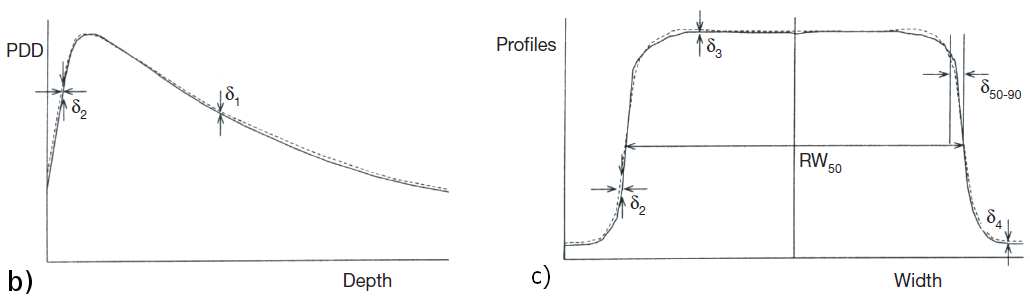 PDD
δ2
δ1
b)
Depth
Profiles
δ3
δ50-90
RW50
δ2
δ4
c)
Width